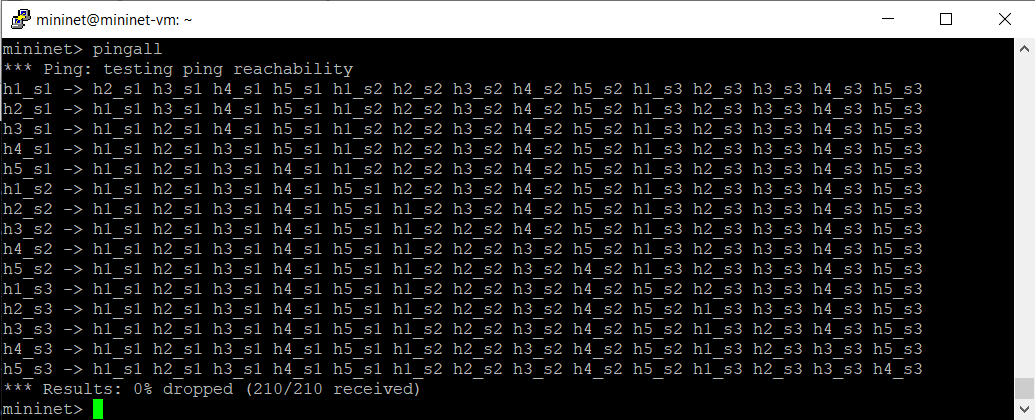 mininet@mininet-vm: ~
mininet> pingall
*** Ping: testing ping reachability
h1_s1 -> h2_s1 h3_s1 h4_s1 h5_s1 h1_s2 h2_s2 h3_s2 h4_s2 h5_s2 h1_s3 h2_s3 h3_s3 h4_s3 h5_s3
h2_s1 -> h1_s1 h3_s1 h4_s1 h5_s1 h1_s2 h2_s2 h3_s2 h4_s2 h5_s2 h1_s3 h2_s3 h3_s3 h4_s3 h5_s3
h3_s1 -> h1_s1 h2_s1 h4_s1 h5_s1 h1_s2 h2_s2 h3_s2 h4_s2 h5_s2 h1_s3 h2_s3 h3_s3 h4_s3 h5_s3
h4_s1 -> h1_s1 h2_s1 h3_s1 h5_s1 h1_s2 h2_s2 h3_s2 h4_s2 h5_s2 h1_s3 h2_s3 h3_s3 h4_s3 h5_s3
h5_s1 -> h1_s1 h2_s1 h3_s1 h4_s1 h1_s2 h2_s2 h3_s2 h4_s2 h5_s2 h1_s3 h2_s3 h3_s3 h4_s3 h5_s3
h1_s2 -> h1_s1 h2_s1 h3_s1 h4_s1 h5_s1 h2_s2 h3_s2 h4_s2 h5_s2 h1_s3 h2_s3 h3_s3 h4_s3 h5_s3
h2_s2 -> h1_s1 h2_s1 h3_s1 h4_s1 h5_s1 h1_s2 h3_s2 h4_s2 h5_s2 h1_s3 h2_s3 h3_s3 h4_s3 h5_s3
h3_s2 -> h1_s1 h2_s1 h3_s1 h4_s1 h5_s1 h1_s2 h2_s2 h4_s2 h5_s2 h1_s3 h2_s3 h3_s3 h4_s3 h5_s3
h4_s2 -> h1_s1 h2_s1 h3_s1 h4_s1 h5_s1 h1_s2 h2_s2 h3_s2 h5_s2 h1_s3 h2_s3 h3_s3 h4_s3 h5_s3
h5_s2 -> h1_s1 h2_s1 h3_s1 h4_s1 h5_s1 h1_s2 h2_s2 h3_s2 h4_s2 h1_s3 h2_s3 h3_s3 h4_s3 h5_s3
h1_s3 -> h1_s1 h2_s1 h3_s1 h4_s1 h5_s1 h1_s2 h2_s2 h3_s2 h4_s2 h5_s2 h2_s3 h3_s3 h4_s3 h5_s3
h2_s3 -> h1_s1 h2_s1 h3_s1 h4_s1 h5_s1 h1_s2 h2_s2 h3_s2 h4_s2 h5_s2 h1_s3 h3_s3 h4_s3 h5_s3
h3_s3 -> h1_s1 h2_s1 h3_s1 h4_s1 h5_s1 h1_s2 h2_s2 h3_s2 h4_s2 h5_s2 h1_s3 h2_s3 h4_s3 h5_s3
h4_s3 -> h1_s1 h2_s1 h3_s1 h4_s1 h5_s1 h1_s2 h2_s2 h3_s2 h4_s2 h5_s2 h1_s3 h2_s3 h3_s3 h5_s3
h5_s3 -> h1_s1 h2_s1 h3_s1 h4_s1 h5_s1 h1_s2 h2_s2 h3_s2 h4_s2 h5_s2 h1_s3 h2_s3 h3_s3 h4_s3
*** Results: 0% dropped (210/210 received)
mininet>